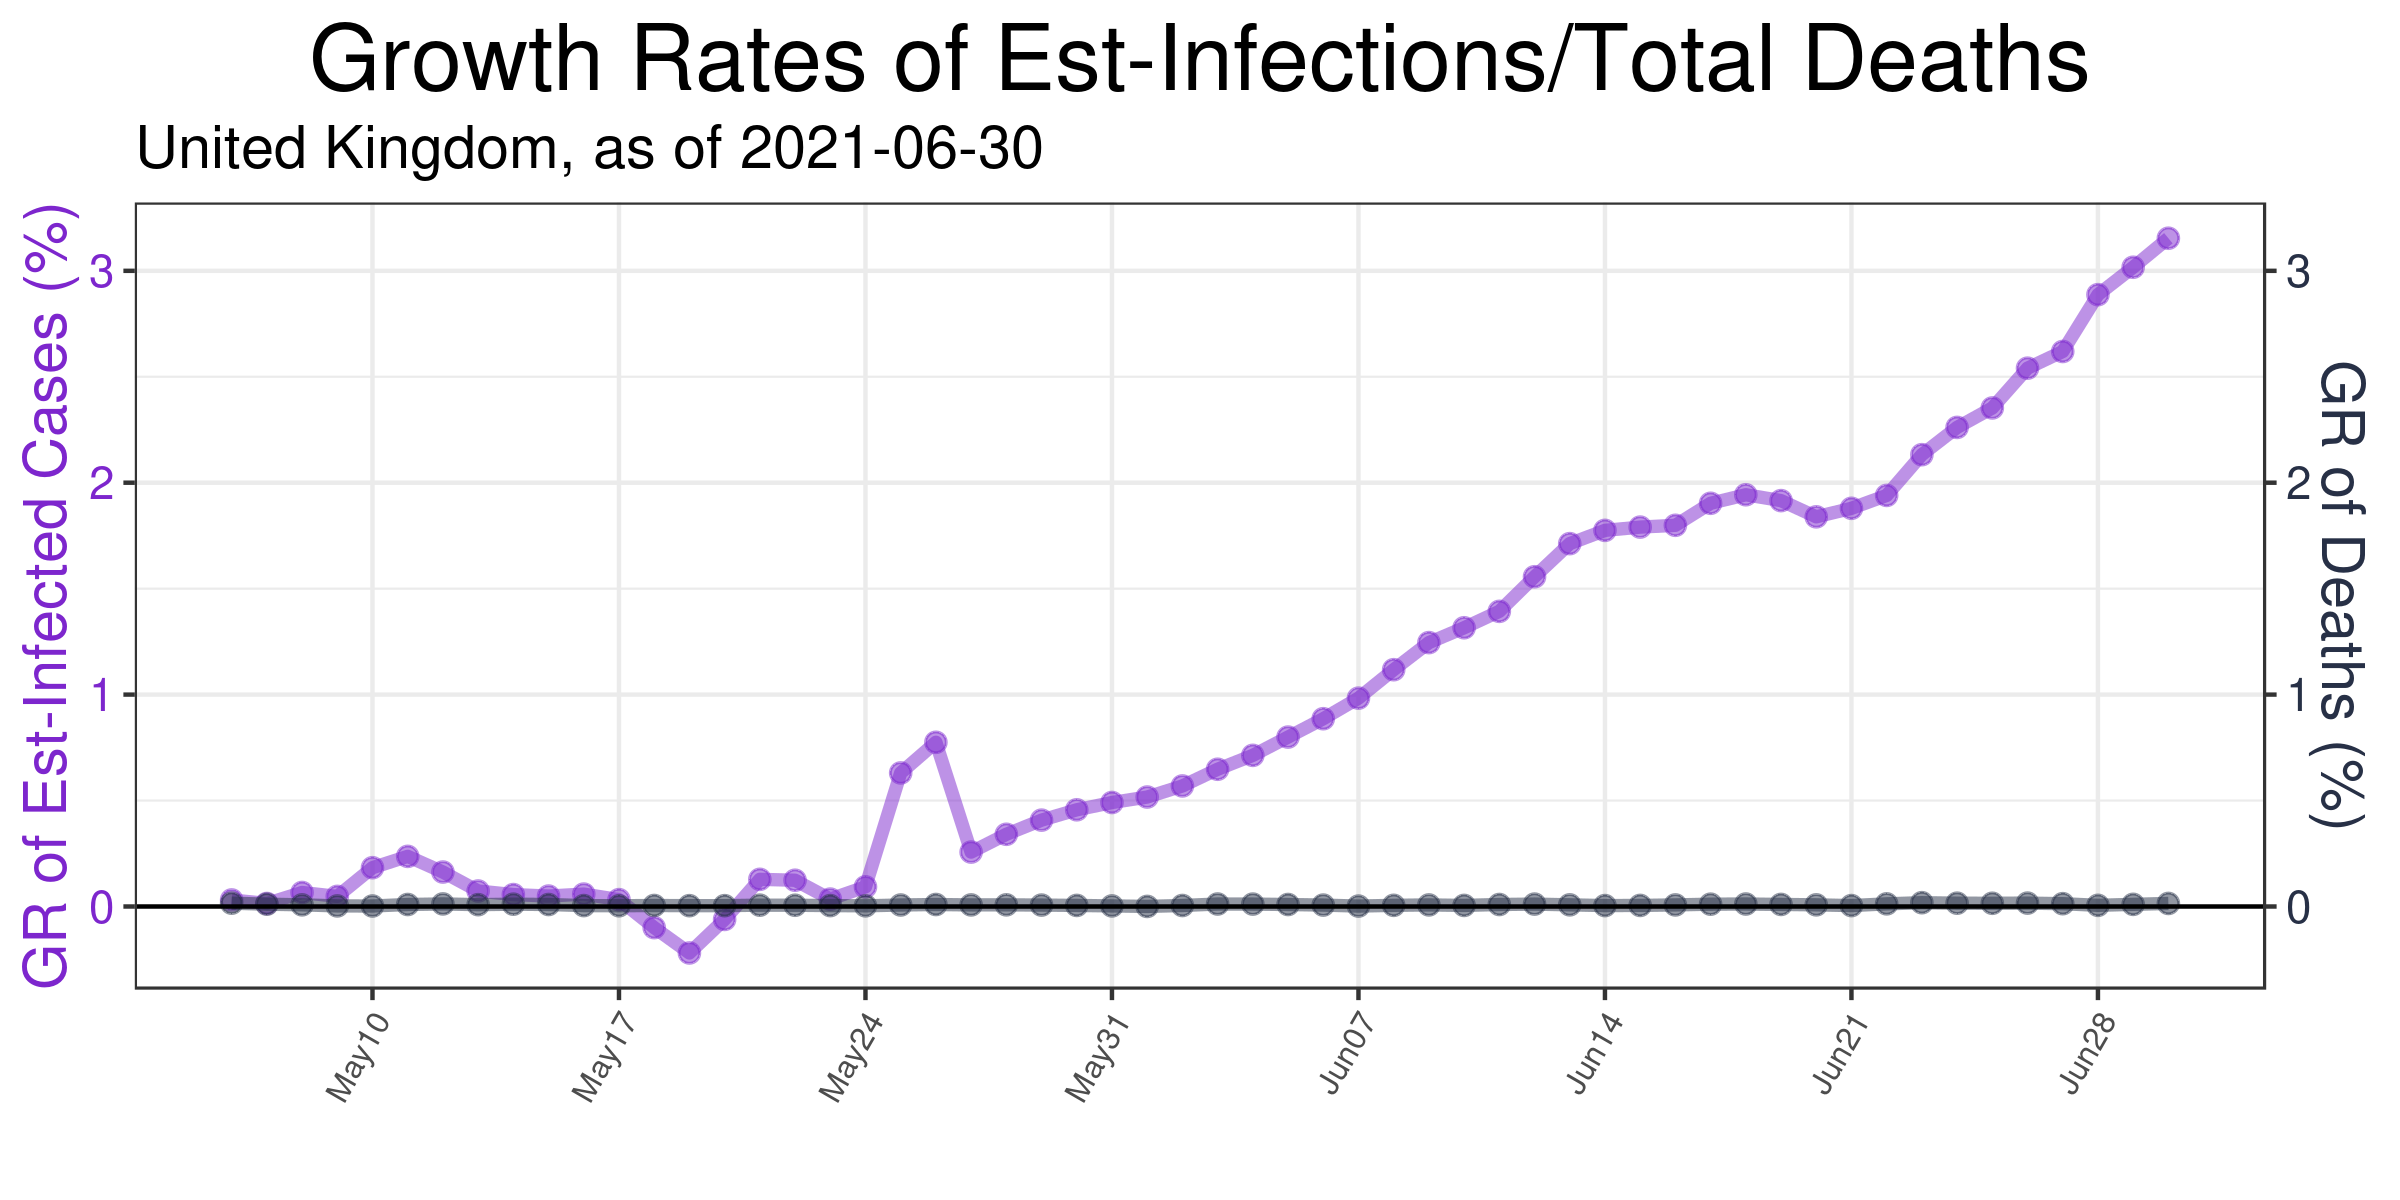 Growth Rates of Est-Infections/Total Deaths
United Kingdom, as of 2021-06-30
GR of Est-Infected Cases (%)
3
2
1
0
3
2
1
0
GR of Deaths (%)
May10
May17
May24
May31
Jun07
Jun14
Jun21
Jun28